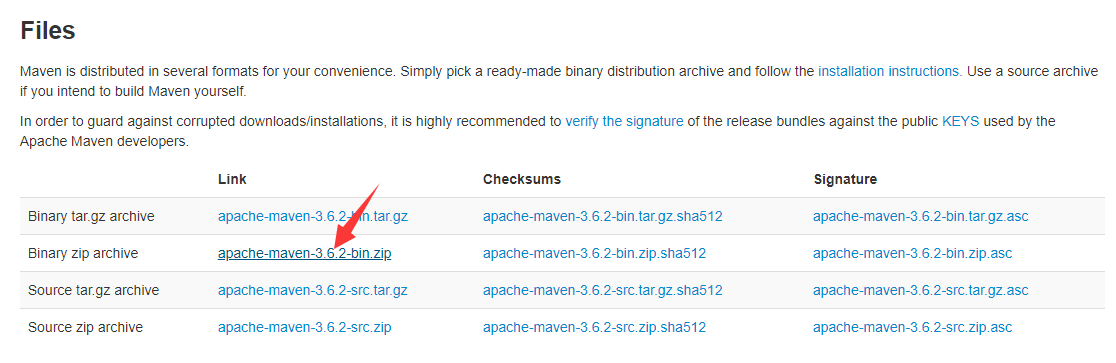 Files
Maven is distributed in several formats for your convenience. Simply pick a ready-made binary distribution archive and follow the installation instructions. Use a source archive
if you intend to build Maven yourself.
In order to guard against corrupted downloads/installations, it is highly recommended to verify the signature of the release bundles against the public KEYS used by the
Apache Maven developers.
Link Checksums Signature
Binary tar.gz archive apache-maven-3.6.2-bin.tar.gz apache-maven-3.6.2-bin.tar.gz.sha512 apache-maven-3.6.2-bin.tar.gz.asc
Binary zip archive apache-maven-3.6.2-bin.zip apache-maven-3.6.2-bin.zip.sha512 apache-maven-3.6.2-bin.zip.asc
Source tar.gz archive apache-maven-3.6.2-src.tar.gz apache-maven-3.6.2-src.tar.gz.sha512 apache-maven-3.6.2-src.tar.gz.asc
Source zip archive apache-maven-3.6.2-src.zip apache-maven-3.6.2-src.zip.sha512 apache-maven-3.6.2-src.zip.asc